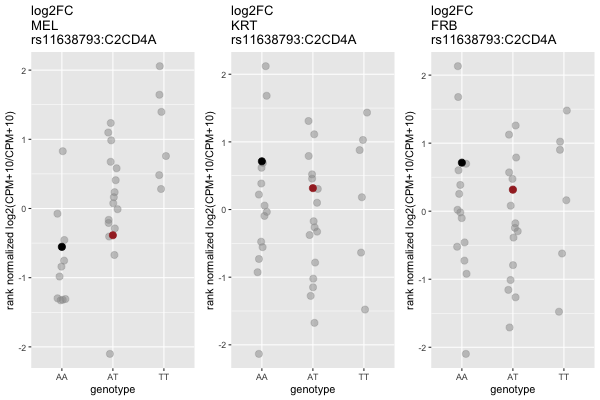 log2FC
MEL
rs11638793:C2CD4A
rank normalized log2(CPM+10/CPM+10)
2
1
0
-1
-2
AA
AT
TT
genotype
log2FC
KRT
rs11638793:C2CD4A
rank normalized log2(CPM+10/CPM+10)
2
1
0
-1
-2
AA
AT
TT
genotype
log2FC
FRB
rs11638793:C2CD4A
rank normalized log2(CPM+10/CPM+10)
2
1
0
-1
-2
AA
AT
TT
genotype